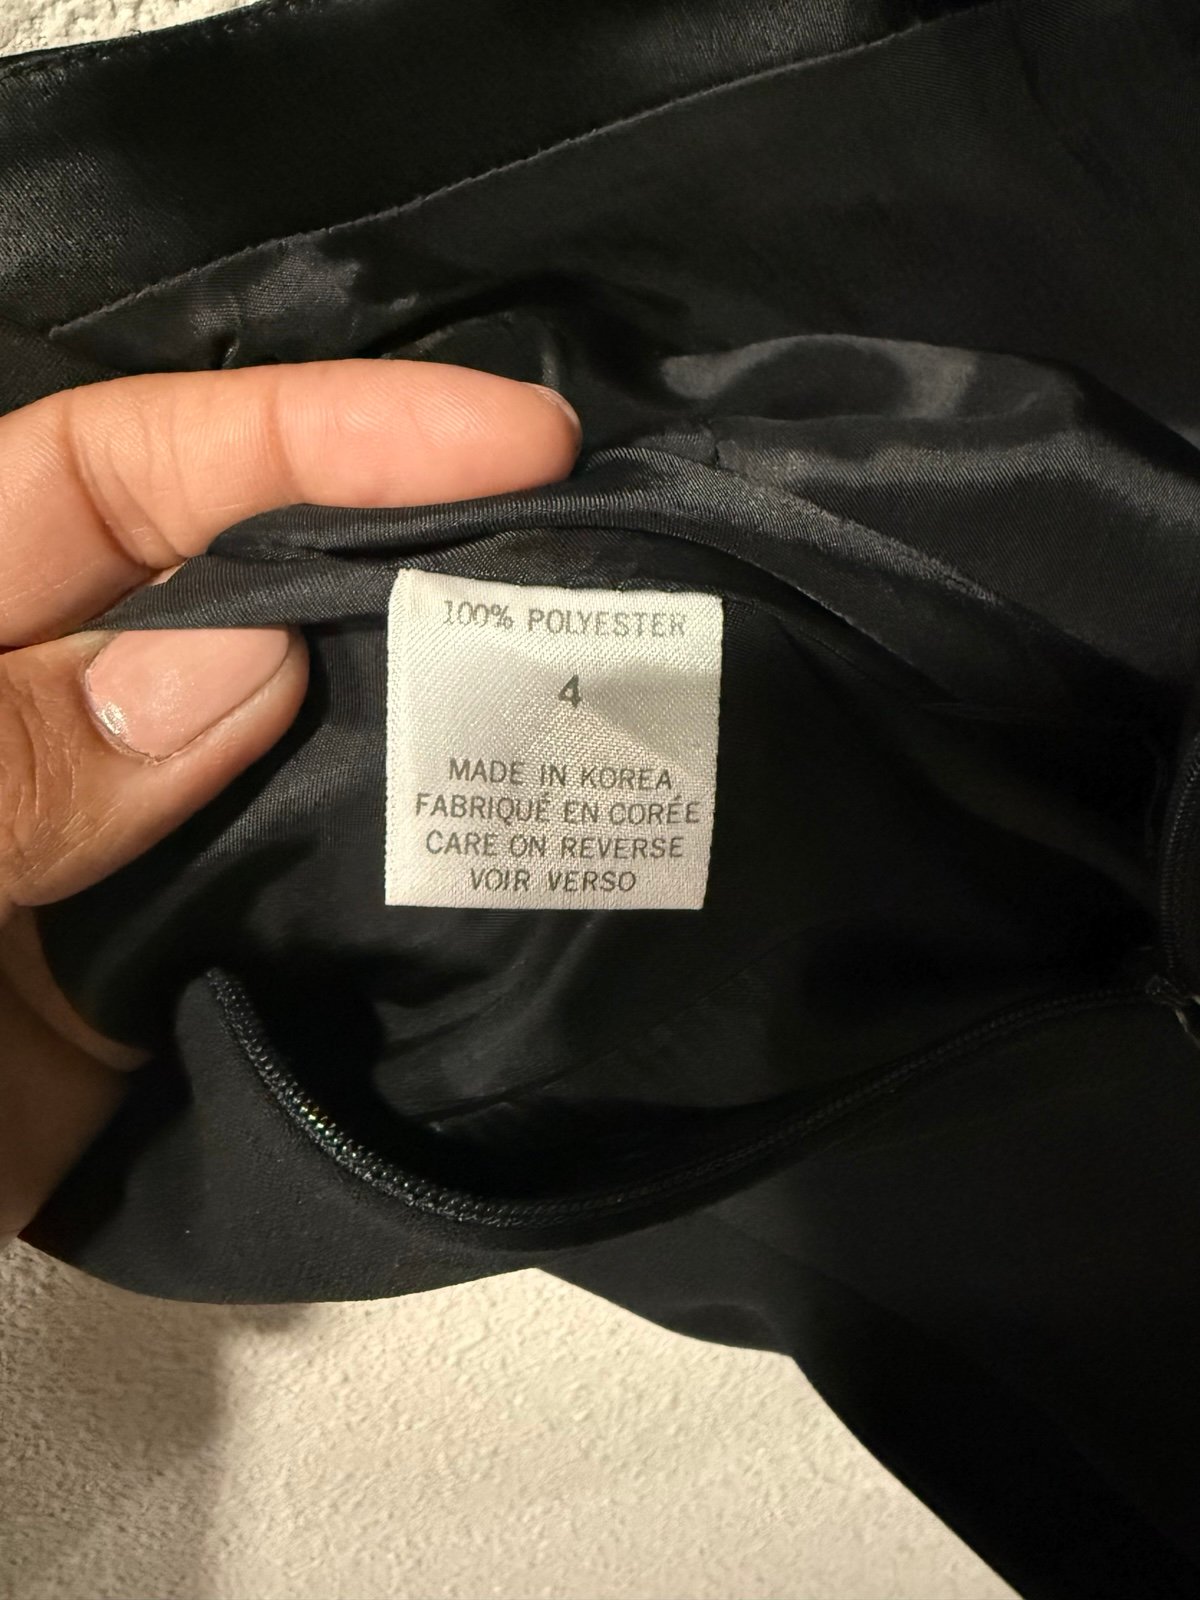 100% POLYESTER
4
MADE IN KOREA
FABRIQUÉ EN CORÉE
CARE ON REVERSE
VOIR VERSO